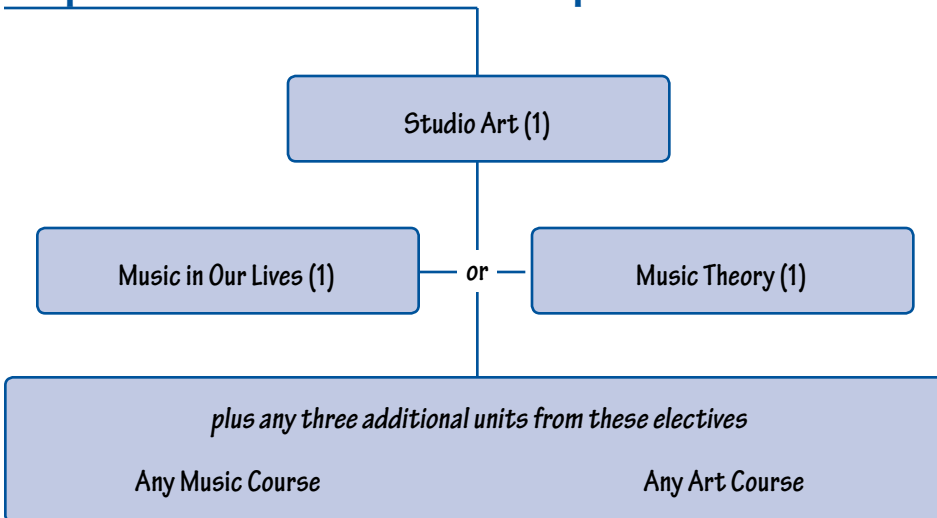 Studio Art (1)
Music in Our Lives (1) or Music Theory (1)
plus any three additional units from these electives
Any Music Course Any Art Course